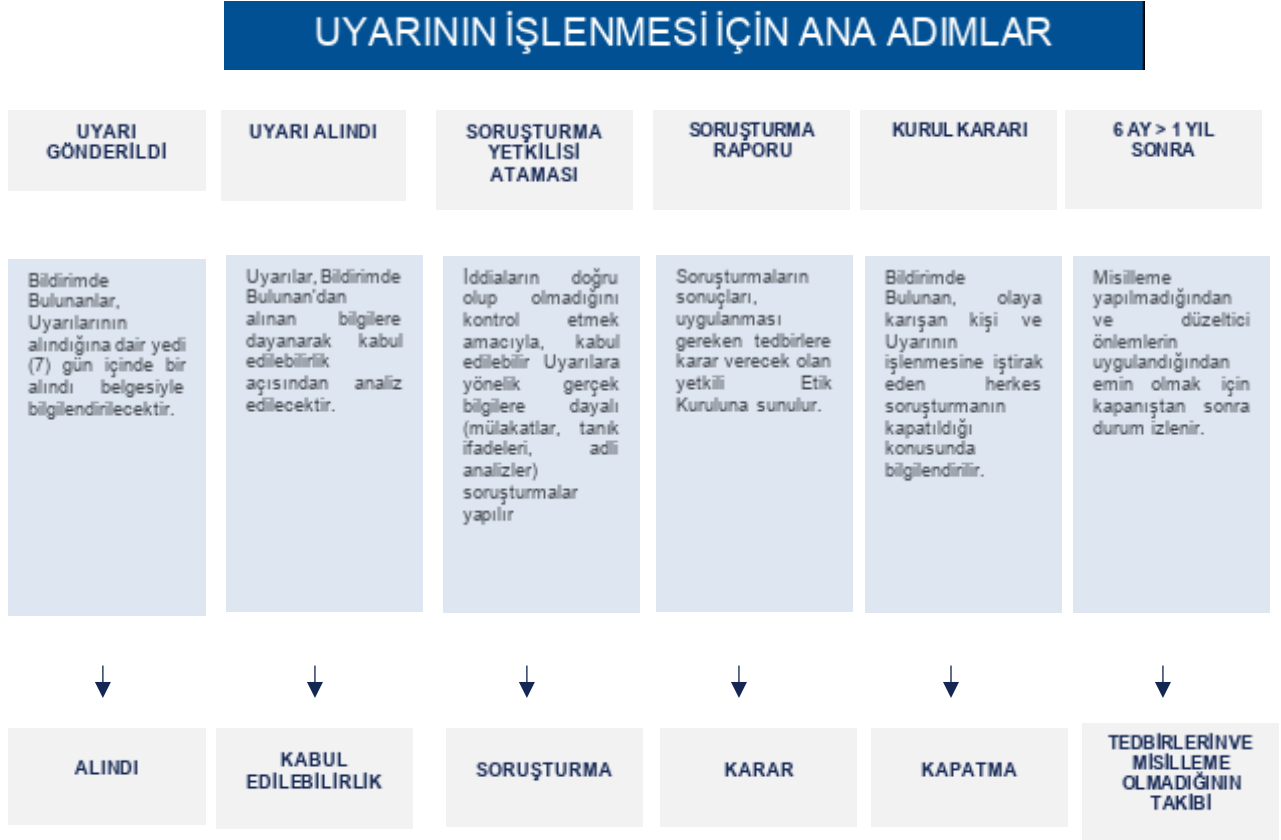 UYARININ İŞLENMESİ İÇİN ANA ADIMLAR
UYARI
GÖNDERİLDİ
UYARI ALINDI
SORUŞTURMA
YETKİLİSİ
ATAMASI
SORUŞTURMA
RAPORU
KURUL KARARI
6 AY > 1 YIL
SONRA
Bildirimde
Bulunanlar,
Uyarılarının
alındığına dair yedi
(7) gün içinde bir
alındı belgesiyle
bilgilendirilecektir.
Uyarılar, Bildirimde
Bulunan'dan
alınan bilgilere
dayanarak kabul
edilebilirlik
açısından analiz
edilecektir.
İddiaların doğru
olup olmadığını
kontrol etmek
amacıyla, kabul
edilebilir Uyarılara
yönelik gerçek
bilgilere dayalı
(mülakatlar, tanık
ifadeleri, adli
analizler)
soruşturmalar
yapılır
Soruşturmaların
sonuçları,
uygulanması
gereken tedbirlere
karar verecek olan
yetkili Etik
Kuruluna sunulur.
Bildirimde
Bulunan, olaya
karışan kişi ve
Uyarının
işlenmesine iştirak
eden herkes
soruşturmanın
kapatıldığı
konusunda
bilgilendirilir.
Misilleme
yapılmadığından
ve düzeltici
önlemlerin
uygulandığından
emin olmak için
kapanıştan sonra
durum izlenir.
ALINDI
KABUL
EDİLEBİLİRLİK
SORUŞTURMA
KARAR
KAPATMA
TEDBİRLERİNVE
MİSİLLEME
OLMADIĞININ
TAKİBİ